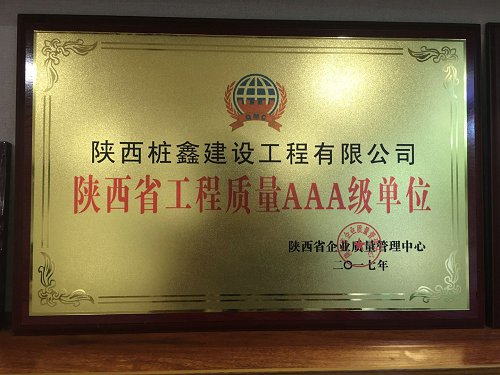 QMC
陕西桩鑫建设工程有限公司
陕西省工程质量AAA级单位
陕西省企业质量管理中心
二〇一七年